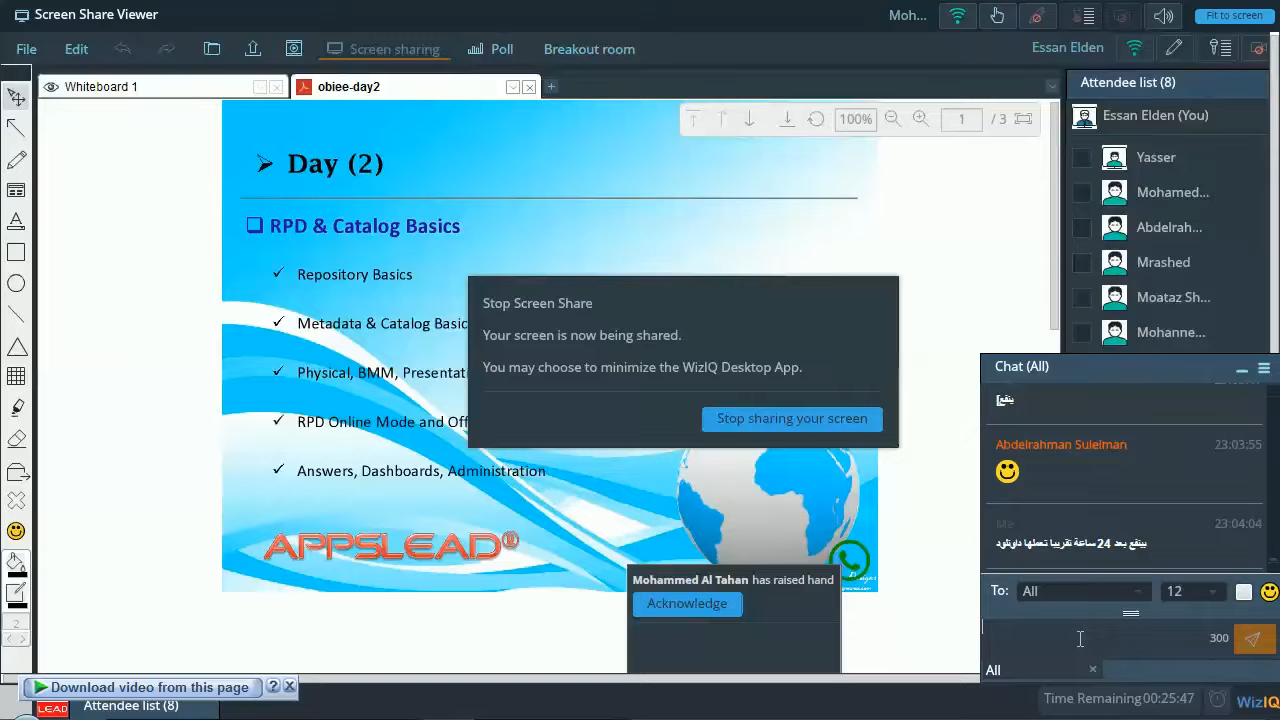 Screen Share Viewer
Moh...
Fit to screen
File
Edit
Screen sharing
Poll
Breakout room
Essan Elden
Whiteboard 1
obiee-day2
Attendee list (8)
100%
1
/ 3
Essan Elden (You)
Yasser
Mohamed...
Abdelrah...
Mrashed
Moataz Sh...
Mohanne...
Day (2)
RPD & Catalog Basics
Repository Basics
Metadata & Catalog Basic
Physical, BMM, Presentat
RPD Online Mode and Off
Answers, Dashboards, Administration
APPSLEAD®
Stop Screen Share
Your screen is now being shared.
You may choose to minimize the WizIQ Desktop App.
Stop sharing your screen
Chat (All)
ينفع]
Abdelrahman Suleiman
23:03:55
Me
23:04:04
بينفع بعد 24 ساعة تقريبا تعملها داونلود
Mohammed Al Tahan has raised hand
Acknowledge
To:
All
12
300
All
2
Download video from this page
?
LEAD
Attendee list (8)
Time Remaining 00:25:47
WizIQ